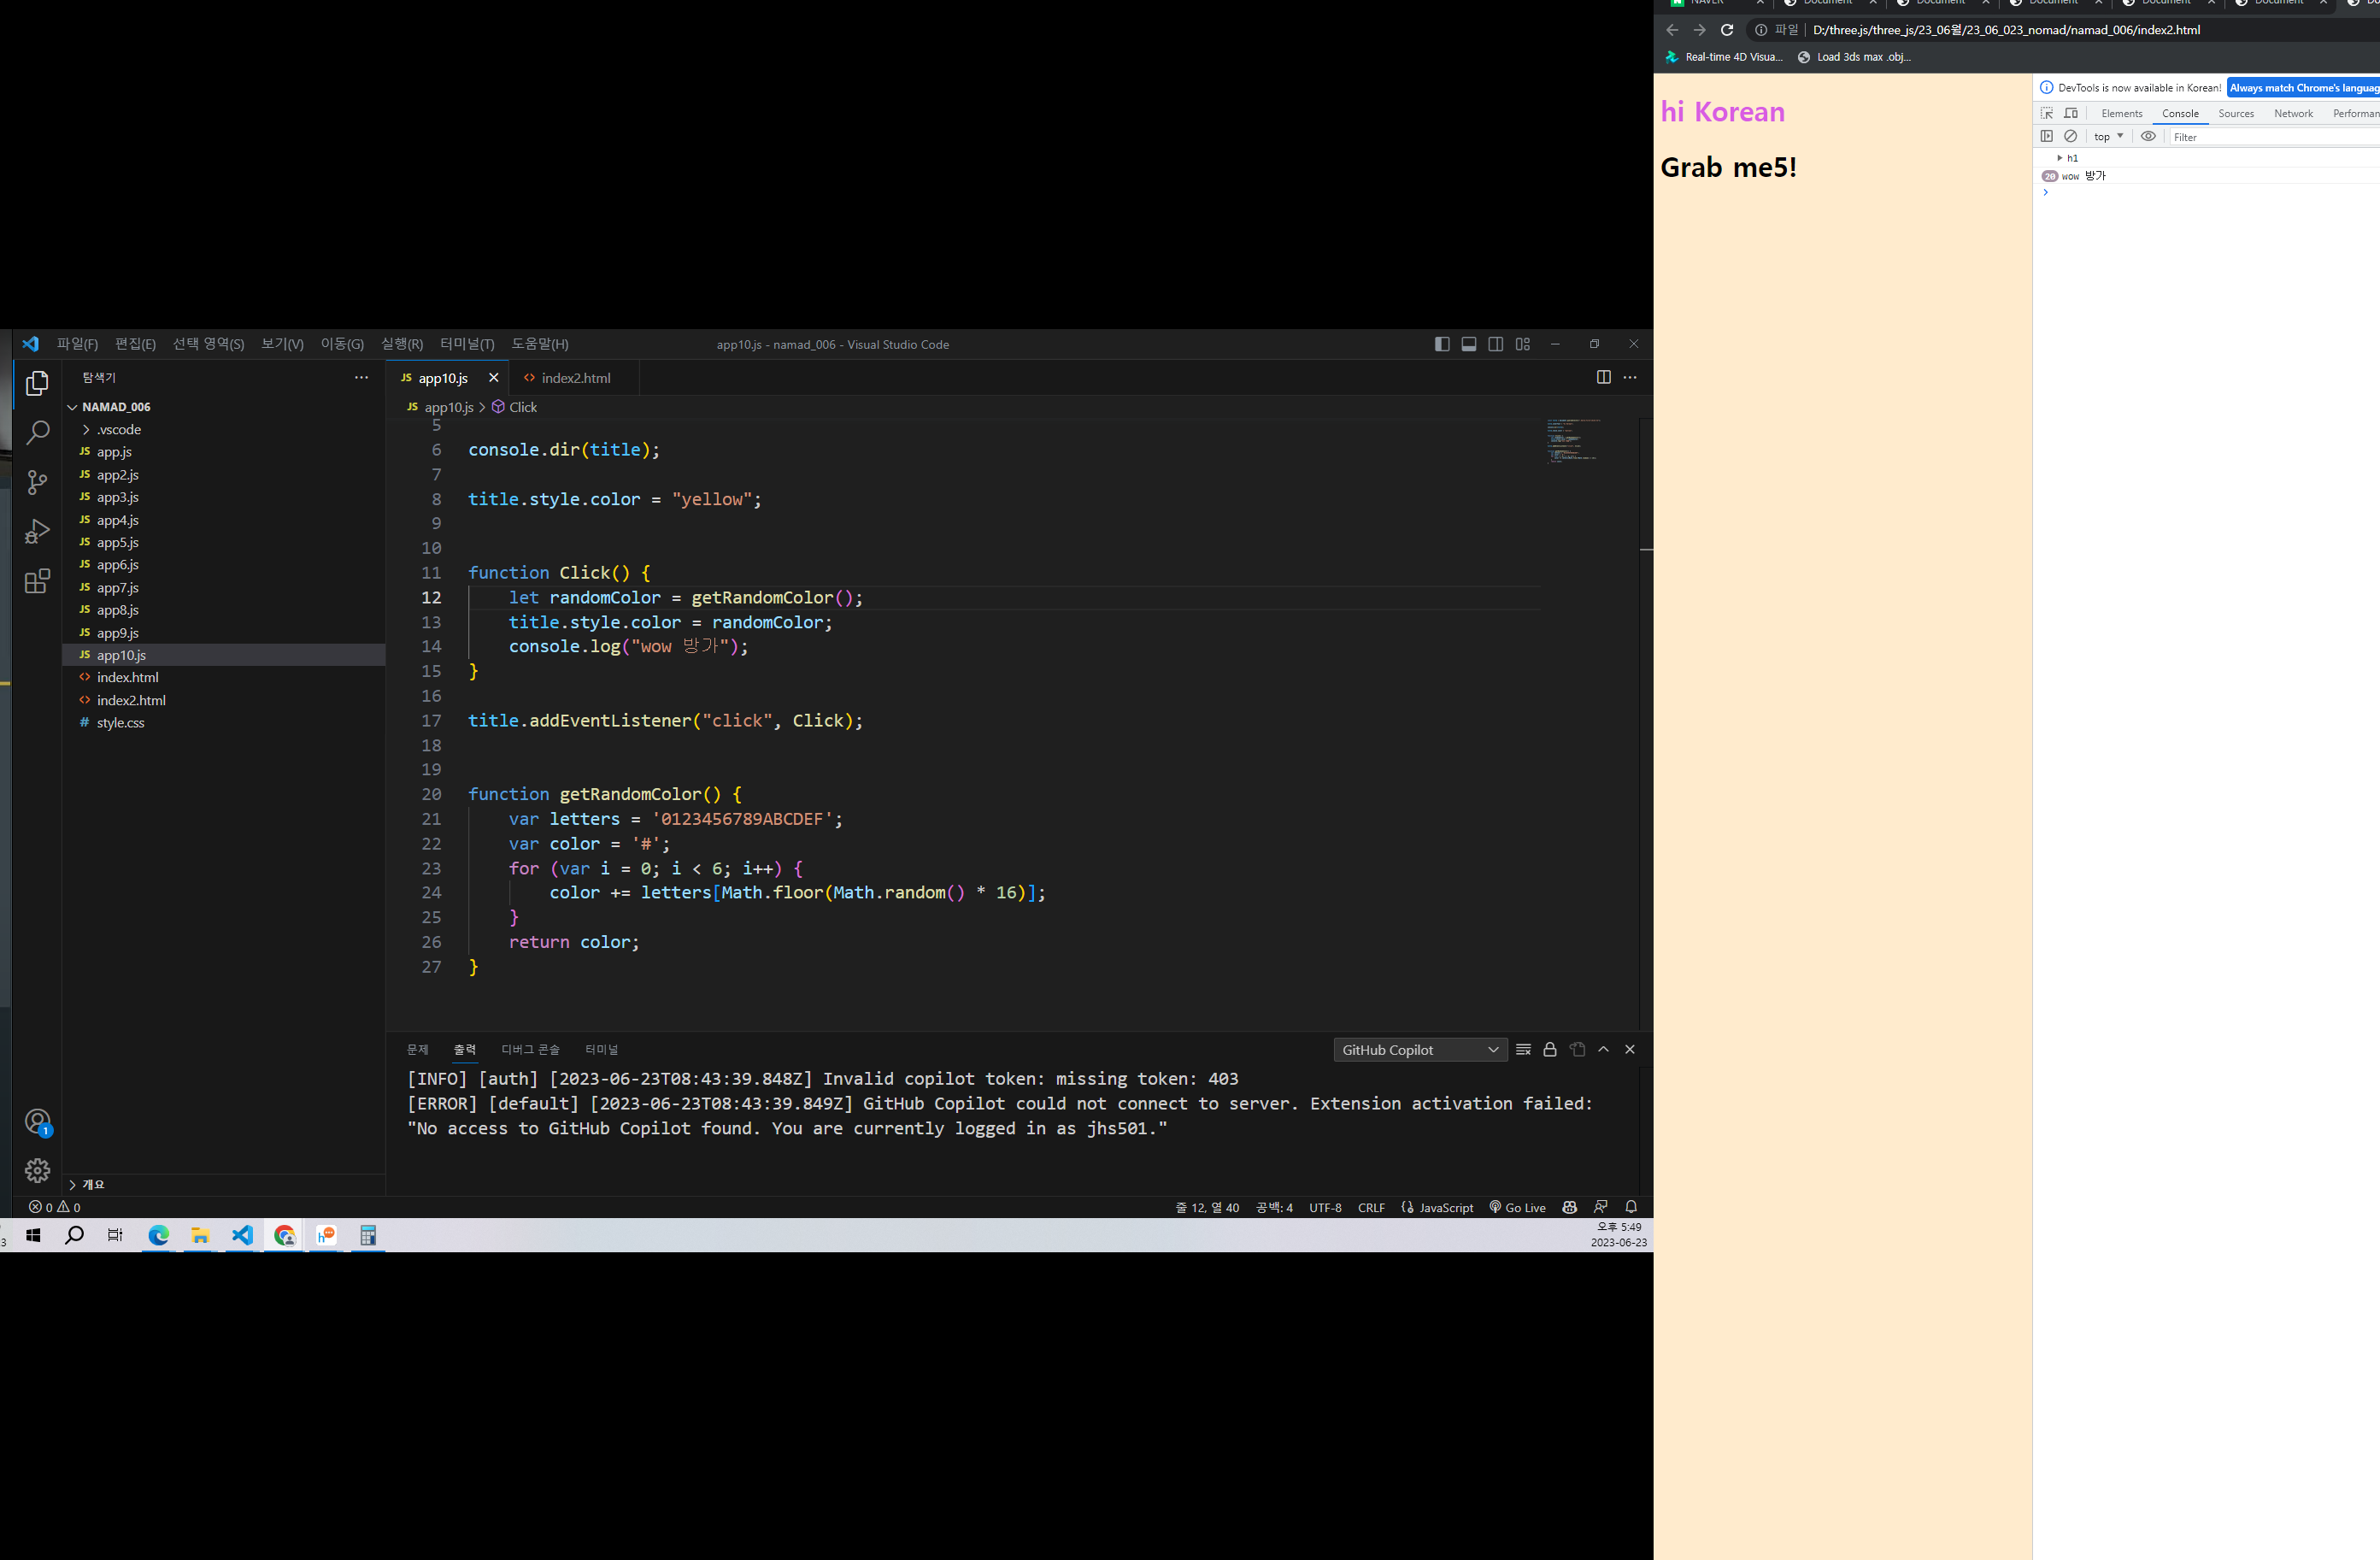 파일(F) 편집(E) 선택 영역(S) 보기(V) 이동(G) 실행(R) 터미널(T) 도움말(H) app10.js - namad_006 - Visual Studio Code
탐색기
NAMAD_006
.vscode
JS app.js
JS app2.js
JS app3.js
JS app4.js
JS app5.js
JS app6.js
JS app7.js
JS app8.js
JS app9.js
JS app10.js
<> index.html
<> index2.html
# style.css
개요
JS app10.js <> index2.html
JS app10.js > Click
5
6 console.dir(title);
7
8 title.style.color = "yellow";
9
10
11 function Click() {
12 let randomColor = getRandomColor();
13 title.style.color = randomColor;
14 console.log("wow 방가");
15 }
16
17 title.addEventListener("click", Click);
18
19
20 function getRandomColor() {
21 var letters = '0123456789ABCDEF';
22 var color = '#';
23 for (var i = 0; i < 6; i++) {
24 color += letters[Math.floor(Math.random() * 16)];
25 }
26 return color;
27 }
문제 출력 디버그 콘솔 터미널 GitHub Copilot
[INFO] [auth] [2023-06-23T08:43:39.848Z] Invalid copilot token: missing token: 403
[ERROR] [default] [2023-06-23T08:43:39.849Z] GitHub Copilot could not connect to server. Extension activation failed:
"No access to GitHub Copilot found. You are currently logged in as jhs501."
1
0 0 줄 12, 열 40 공백: 4 UTF-8 CRLF JavaScript Go Live
오후 5:49
2023-06-23
NAVER Document Document Document Document Document
파일 D:/three.js/three_js/23_06월/23_06_023_nomad/namad_006/index2.html
Real-time 4D Visua... Load 3ds max .obj...
hi Korean
Grab me5!
DevTools is now available in Korean! Always match Chrome's languag
Elements Console Sources Network Performan
top Filter
h1
20 wow 방가